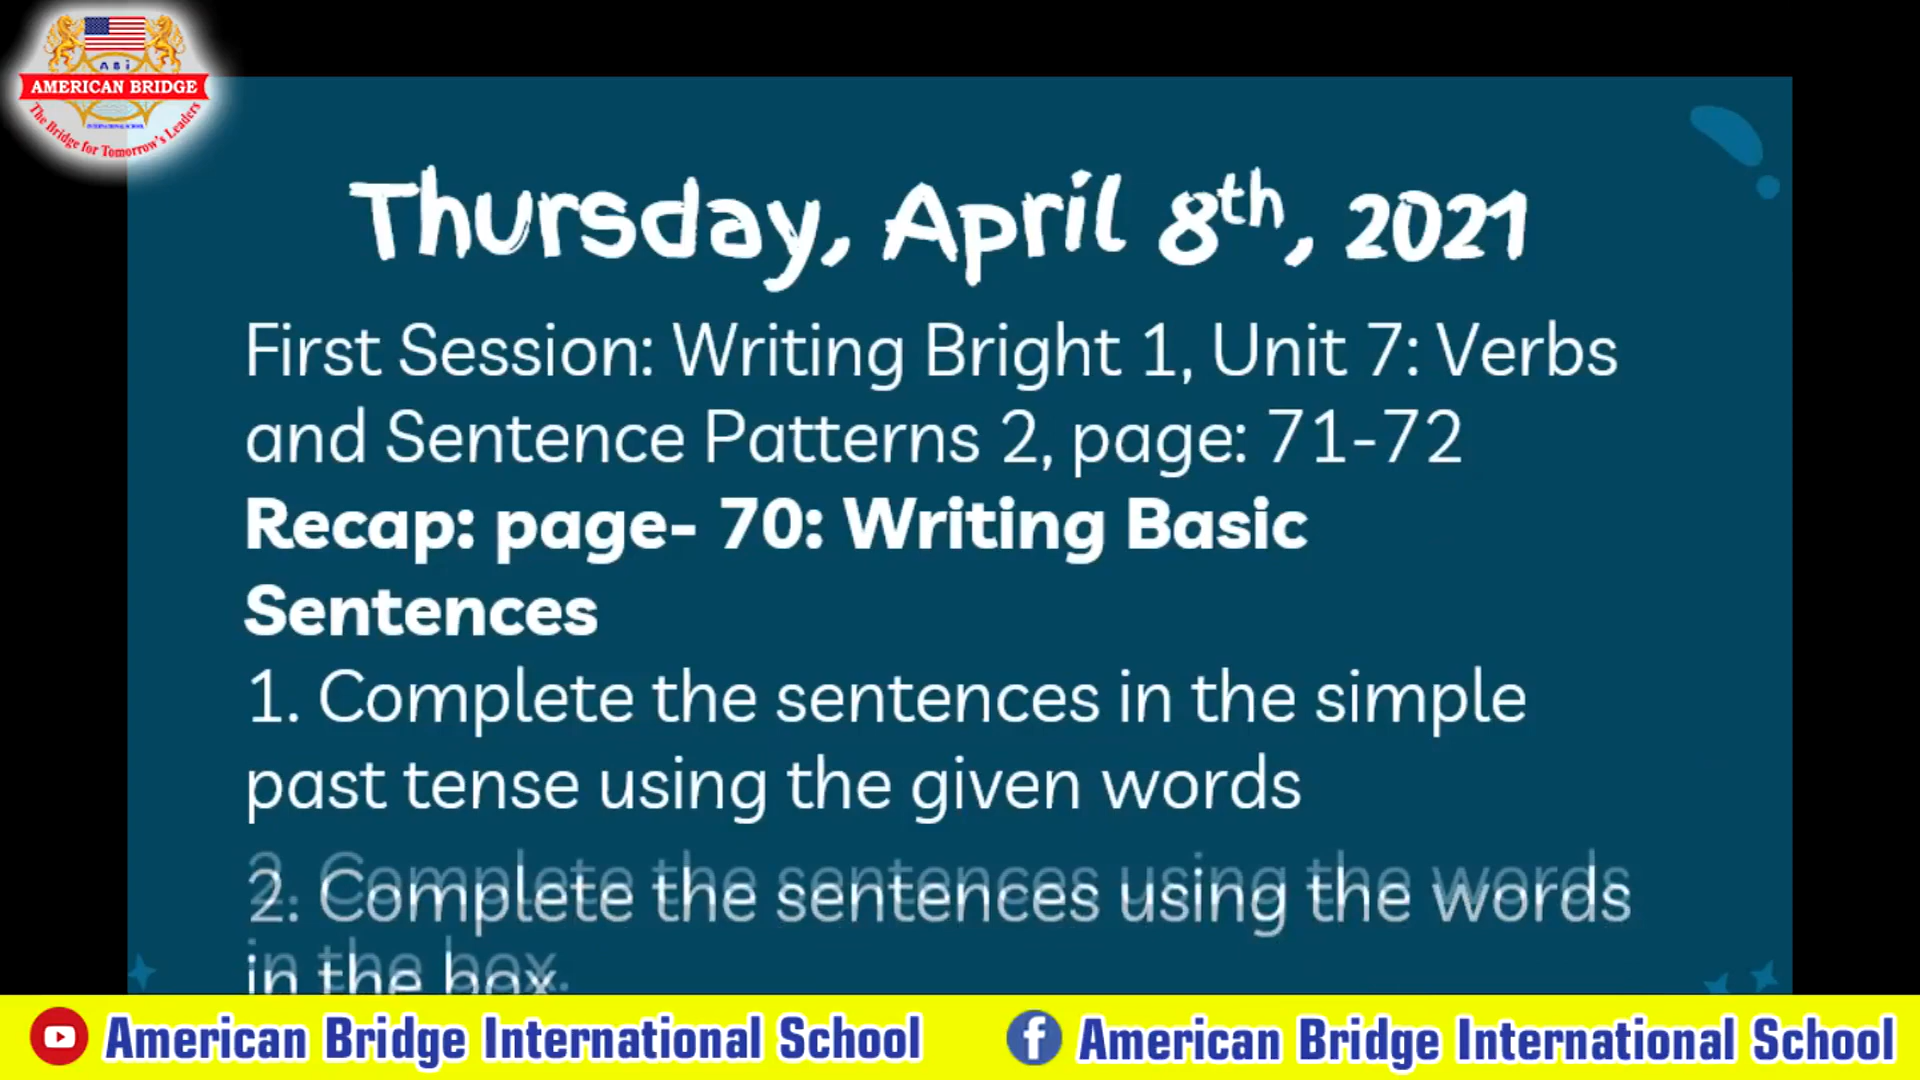 A B i
AMERICAN BRIDGE
INTERNATIONAL SCHOOL
The Bridge for Tomorrow's Leaders
Thursday, April 8th, 2021
First Session: Writing Bright 1, Unit 7: Verbs
and Sentence Patterns 2, page: 71-72
Recap: page- 70: Writing Basic
Sentences
1. Complete the sentences in the simple
past tense using the given words
2. Complete the sentences using the words
in the box.
American Bridge International School
American Bridge International School